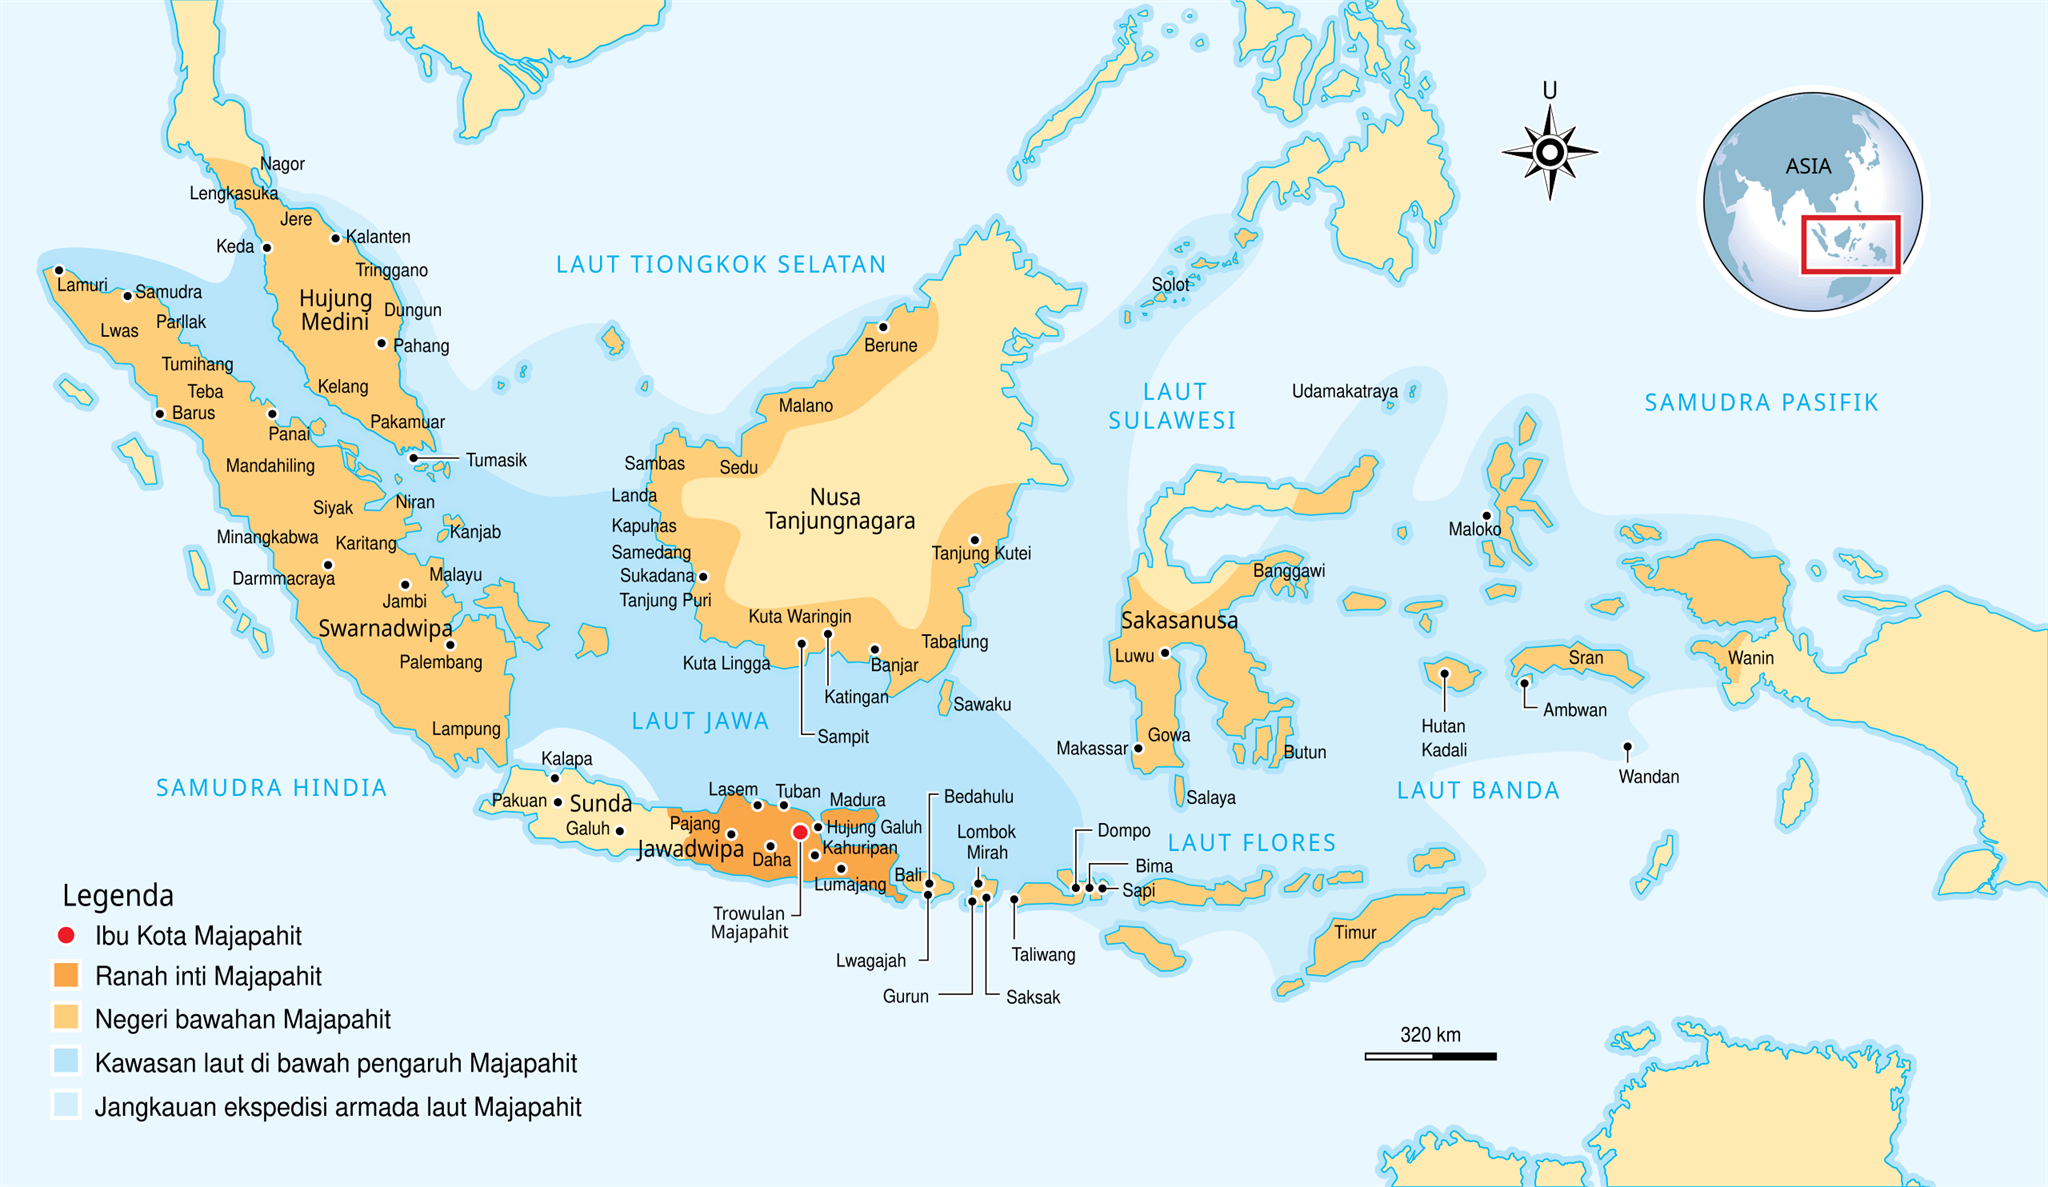 U
ASIA
Nagor
Lengkasuka
Jere
Keda
Kalanten
Tringgano
Hujung
Medini
Dungun
Pahang
Kelang
Pakamuar
Tumasik
Lamuri
Samudra
Lwas
Parllak
Tumihang
Teba
Barus
Panai
Mandahiling
Siyak
Niran
Kanjab
Minangkabwa
Karitang
Darmmacraya
Malayu
Jambi
Swarnadwipa
Palembang
Lampung
LAUT TIONGKOK SELATAN
Berune
Malano
Sambas
Sedu
Landa
Kapuhas
Samedang
Sukadana
Tanjung Puri
Nusa
Tanjungnagara
Tanjung Kutei
Kuta Waringin
Kuta Lingga
Katingan
Sampit
Banjar
Tabalung
Sawaku
LAUT JAWA
Solot
LAUT
SULAWESI
Udamakatraya
SAMUDRA PASIFIK
Maloko
Banggawi
Sakasanusa
Luwu
Makassar
Gowa
Butun
Salaya
Hutan
Kadali
Sran
Ambwan
Wanin
Wandan
LAUT BANDA
LAUT FLORES
SAMUDRA HINDIA
Kalapa
Pakuan
Sunda
Galuh
Jawadwipa
Lasem
Tuban
Madura
Pajang
Hujung Galuh
Daha
Kahuripan
Lumajang
Trowulan
Majapahit
Bali
Bedahulu
Lwagajah
Lombok
Mirah
Gurun
Saksak
Taliwang
Dompo
Bima
Sapi
Timur
320 km
Legenda
Ibu Kota Majapahit
Ranah inti Majapahit
Negeri bawahan Majapahit
Kawasan laut di bawah pengaruh Majapahit
Jangkauan ekspedisi armada laut Majapahit